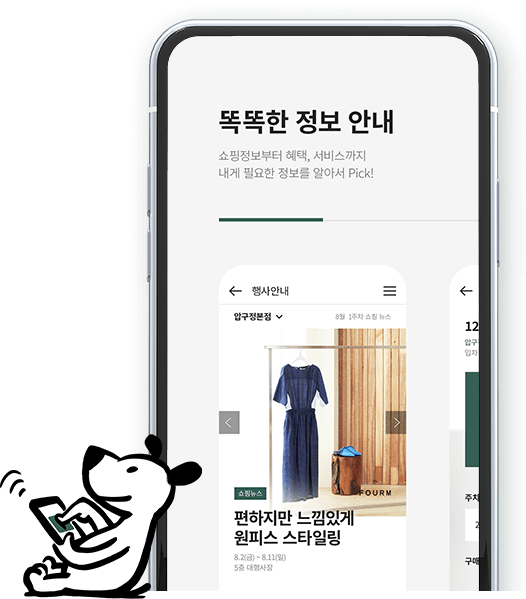 똑똑한 정보 안내
쇼핑정보부터 혜택, 서비스까지
내게 필요한 정보를 알아서 Pick!
행사안내
압구정본점
8월 1주차 쇼핑 뉴스
FOURM
쇼핑뉴스
편하지만 느낌있게
원피스 스타일링
8.2(금) ~ 8.11(일)
5층 대행사장
12
압구
입차
주차
2
구매